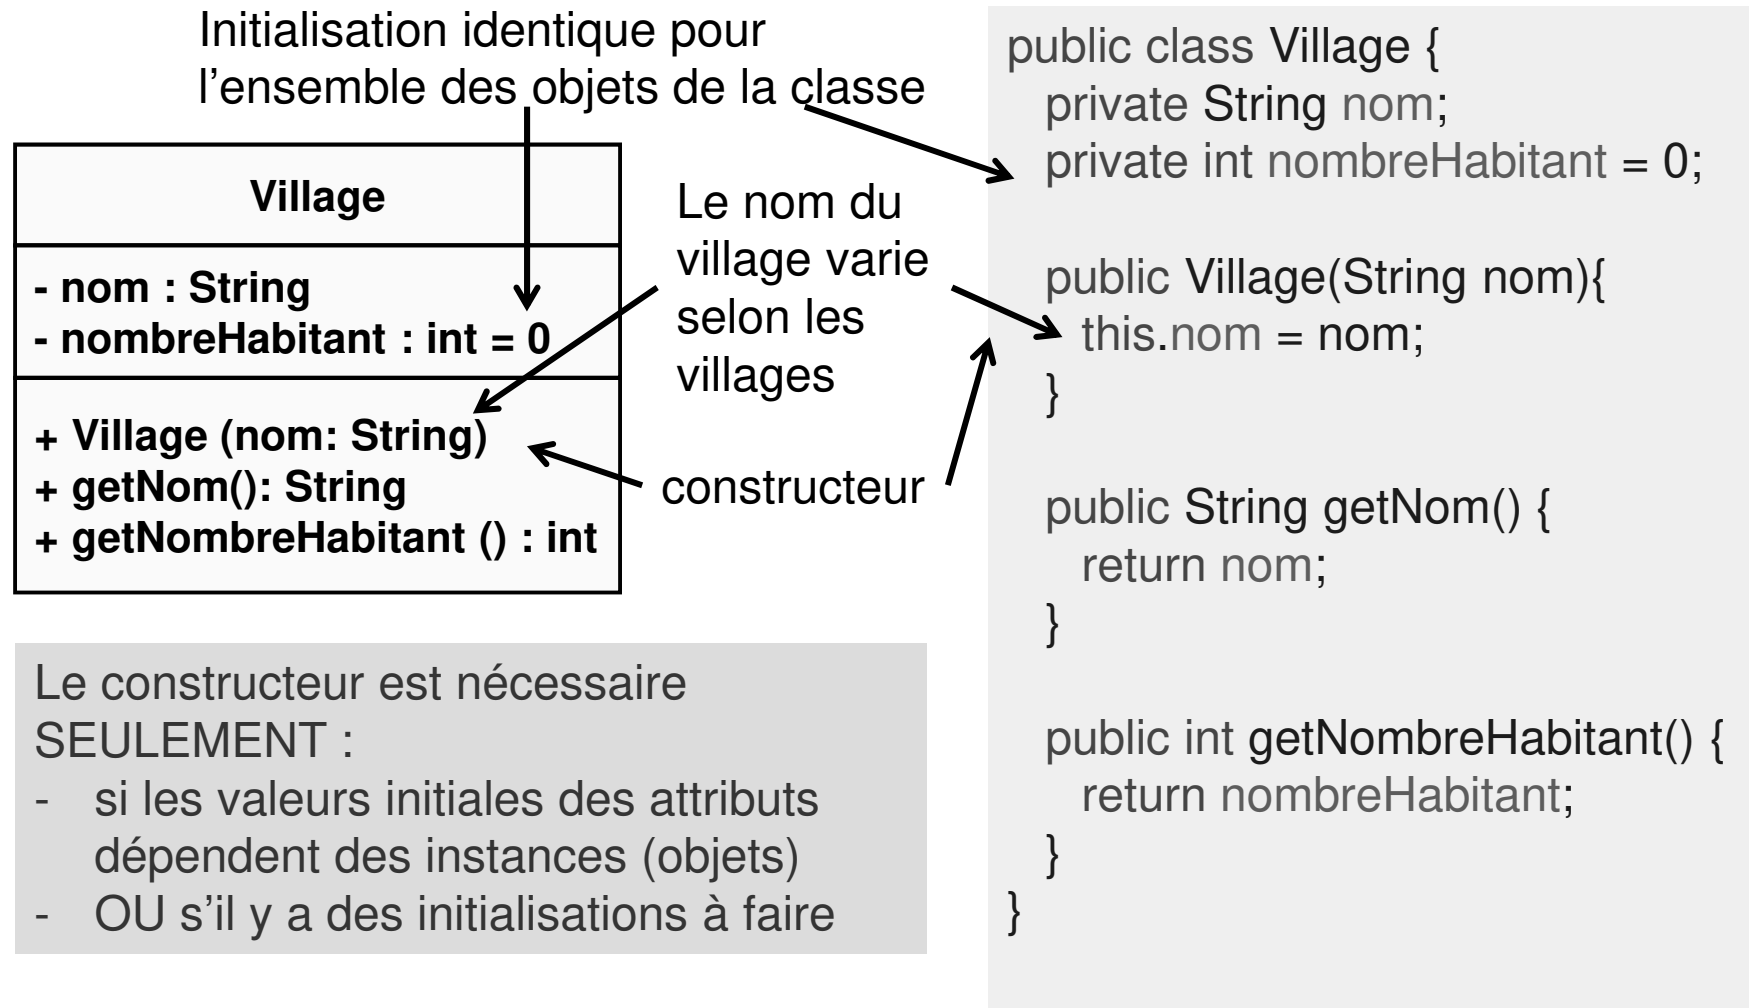 Initialisation identique pour
l'ensemble des objets de la classe
Village
- nom : String
- nombreHabitant : int = 0
+ Village (nom: String)
+ getNom(): String
+ getNombreHabitant () : int
Le nom du
village varie
selon les
villages
constructeur
Le constructeur est nécessaire
SEULEMENT :
- si les valeurs initiales des attributs
dépendent des instances (objets)
- OU s'il y a des initialisations à faire
public class Village {
private String nom;
private int nombreHabitant = 0;
public Village(String nom){
this.nom = nom;
}
public String getNom() {
return nom;
}
public int getNombreHabitant() {
return nombreHabitant;
}
}